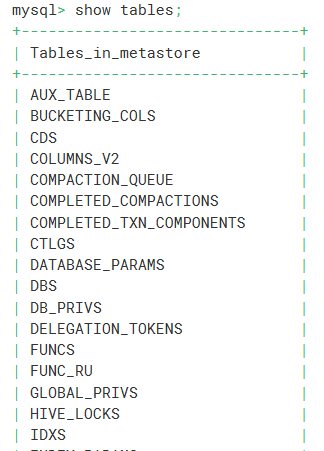 mysql> show tables;
+-------------------------------+
| Tables_in_metastore |
+-------------------------------+
| AUX_TABLE |
| BUCKETING_COLS |
| CDS |
| COLUMNS_V2 |
| COMPACTION_QUEUE |
| COMPLETED_COMPACTIONS |
| COMPLETED_TXN_COMPONENTS |
| CTLGS |
| DATABASE_PARAMS |
| DBS |
| DB_PRIVS |
| DELEGATION_TOKENS |
| FUNCS |
| FUNC_RU |
| GLOBAL_PRIVS |
| HIVE_LOCKS |
| IDXS |